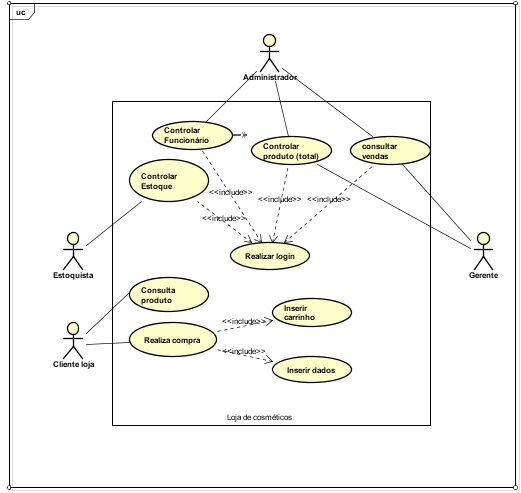 uc
Administrador
Controlar
Funcionário
Controlar
produto (total)
consultar
vendas
Controlar
Estoque
<<include>>
<<include>>
<<include>>
<<include>>
Estoquista
Realizar login
Gerente
Consulta
produto
Inserir
carrinho
<<include>>
Realiza compra
<<include>>
Cliente loja
Inserir dados
Loja de cosméticos